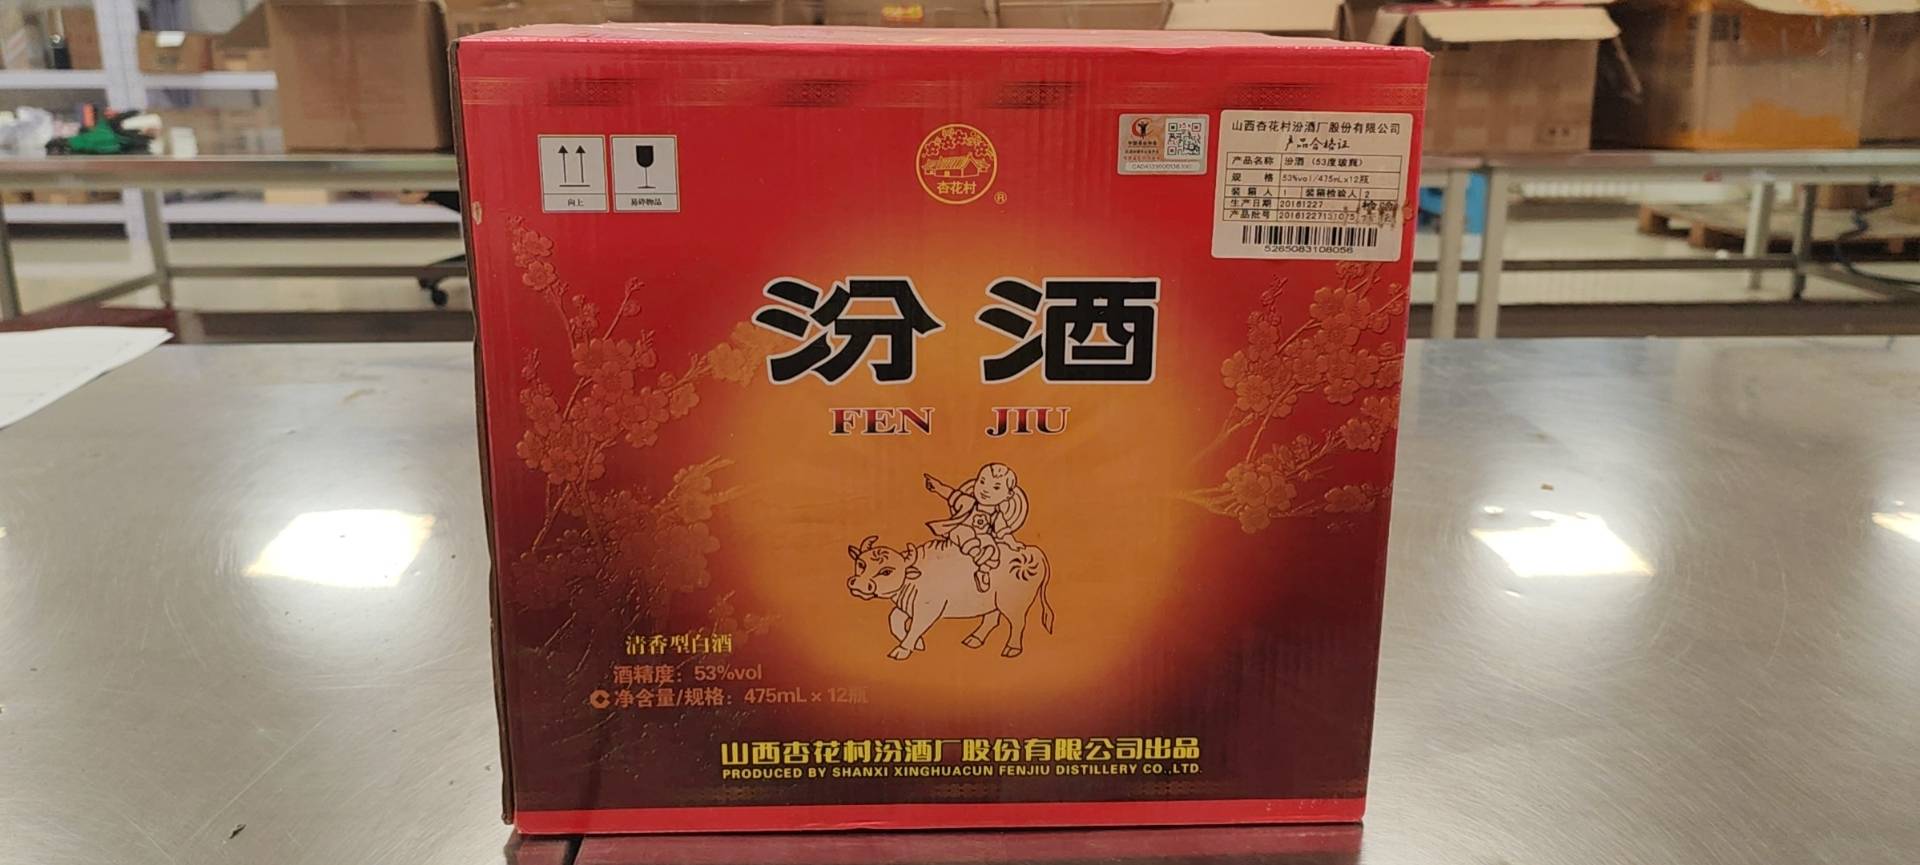 向上
易碎物品
杏花村
®
山西杏花村汾酒厂股份有限公司
产品合格证
产品名称 汾酒（53度玻瓶）
规 格 53%vol/475mL×12瓶
装箱人 1 装箱检验人 2
生产日期 20161227
产品批号 20161227131075
5265083108056
汾酒
FEN JIU
清香型白酒
酒精度：53%vol
净含量/规格：475mL×12瓶
山西杏花村汾酒厂股份有限公司出品
PRODUCED BY SHANXI XINGHUACUN FENJIU DISTILLERY CO.,LTD.